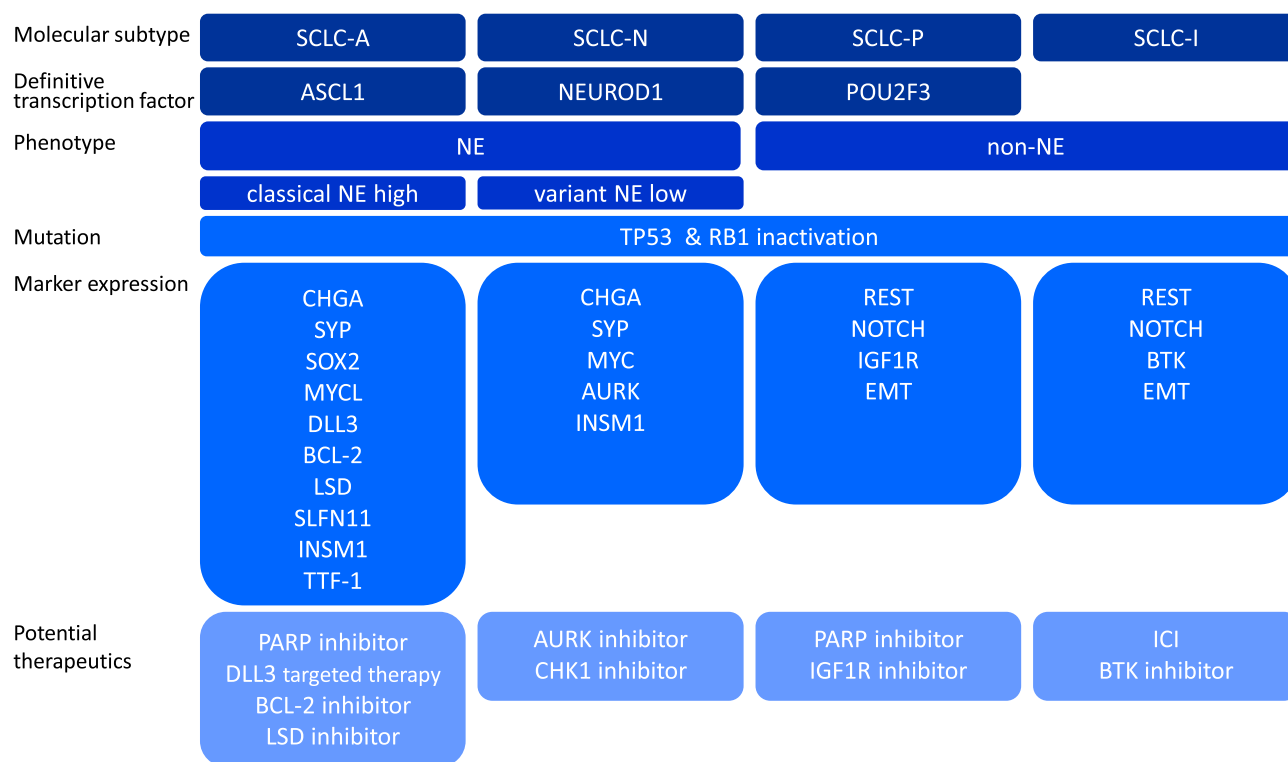 Molecular subtype
SCLC-A
SCLC-N
SCLC-P
SCLC-I
Definitive
transcription factor
ASCL1
NEUROD1
POU2F3
Phenotype
NE
non-NE
classical NE high
variant NE low
Mutation
TP53 & RB1 inactivation
Marker expression
CHGA
SYP
SOX2
MYCL
DLL3
BCL-2
LSD
SLFN11
INSM1
TTF-1
CHGA
SYP
MYC
AURK
INSM1
REST
NOTCH
IGF1R
EMT
REST
NOTCH
BTK
EMT
Potential
therapeutics
PARP inhibitor
DLL3 targeted therapy
BCL-2 inhibitor
LSD inhibitor
AURK inhibitor
CHK1 inhibitor
PARP inhibitor
IGF1R inhibitor
ICI
BTK inhibitor